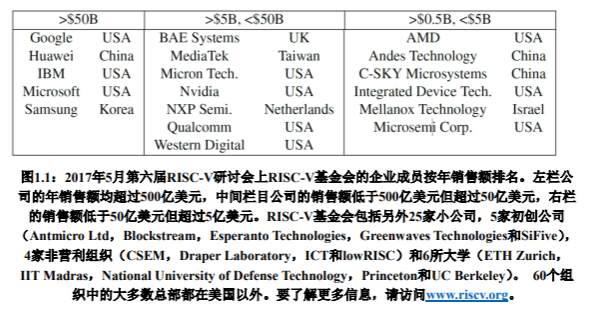 >$50B >$5B, <$50B >$0.5B, <$5B
Google USA BAE Systems UK AMD USA
Huawei China MediaTek Taiwan Andes Technology China
IBM USA Micron Tech. USA C-SKY Microsystems China
Microsoft USA Nvidia USA Integrated Device Tech. USA
Samsung Korea NXP Semi. Netherlands Mellanox Technology Israel
Qualcomm USA Microsemi Corp. USA
Western Digital USA
图1.1：2017年5月第六届RISC-V研讨会上RISC-V基金会的企业成员按年销售额排名。左栏公
司的年销售额均超过500亿美元，中间栏目公司的销售额低于500亿美元但超过50亿美元，右栏
的销售额低于50亿美元但超过5亿美元。RISC-V基金会包括另外25家小公司，5家初创公司
（Antmicro Ltd，Blockstream，Esperanto Technologies，Greenwaves Technologies和SiFive），
4家非营利组织（CSEM，Draper Laboratory，ICT和lowRISC）和6所大学（ETH Zurich，
IIT Madras，National University of Defense Technology，Princeton和UC Berkeley）。 60个组
织中的大多数总部都在美国以外。要了解更多信息，请访问www.riscv.org。